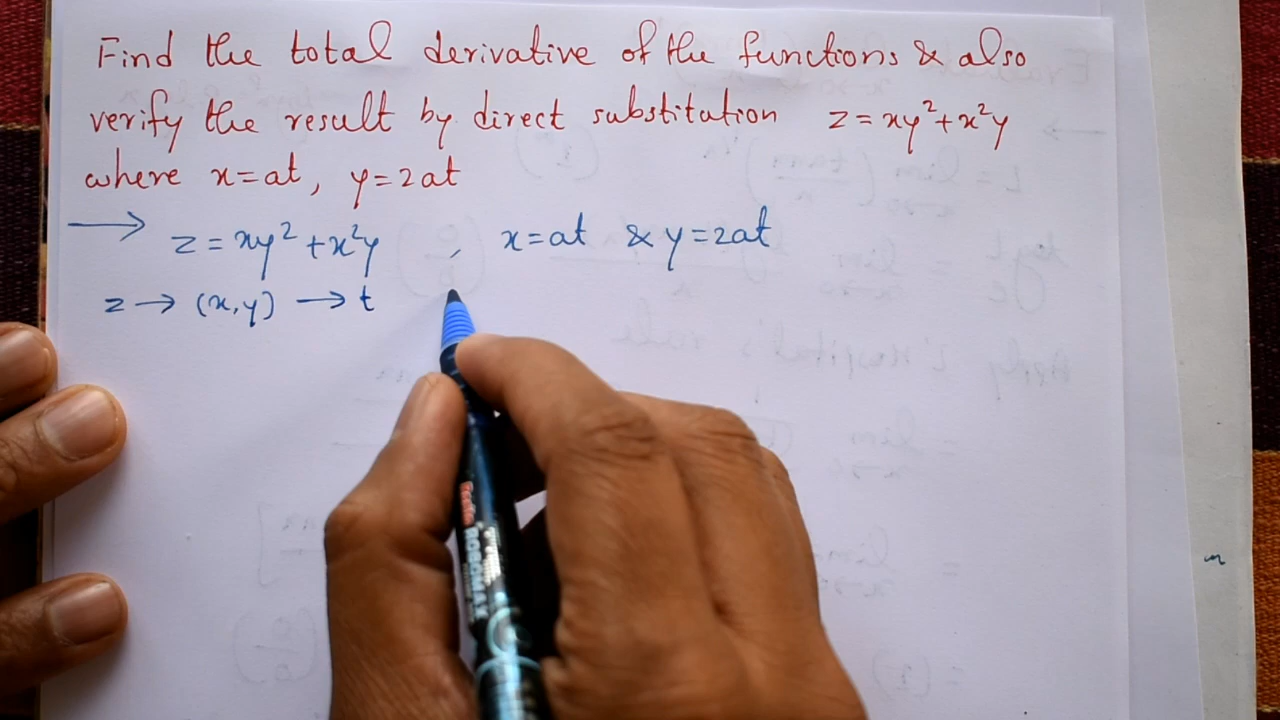 Find the total derivative of the functions & also
verify the result by direct substitution z = xy² + x²y
where x = at, y = 2at
→ z = xy² + x²y , x = at & y = 2at
z → (x, y) → t